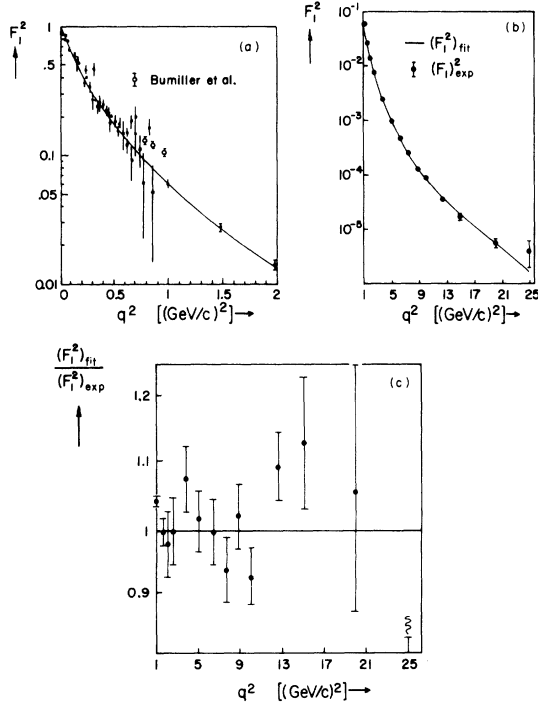 F₁²
(a)
Bumiller et al.
1
0.5
0.1
.05
0.01
0
0.5
1
1.5
2
q² [(GeV/c)²]→
F₁²
(b)
(F₁²)fit
(F₁)²exp
10⁻¹
10⁻²
10⁻³
10⁻⁴
10⁻⁵
1 5 9 13 17 21 25
q² [(GeV/c)²]→
(F₁²)fit
(F₁²)exp
(c)
1.2
1.1
1
0.9
1 5 9 13 17 21 25
q² [(GeV/c)²]→